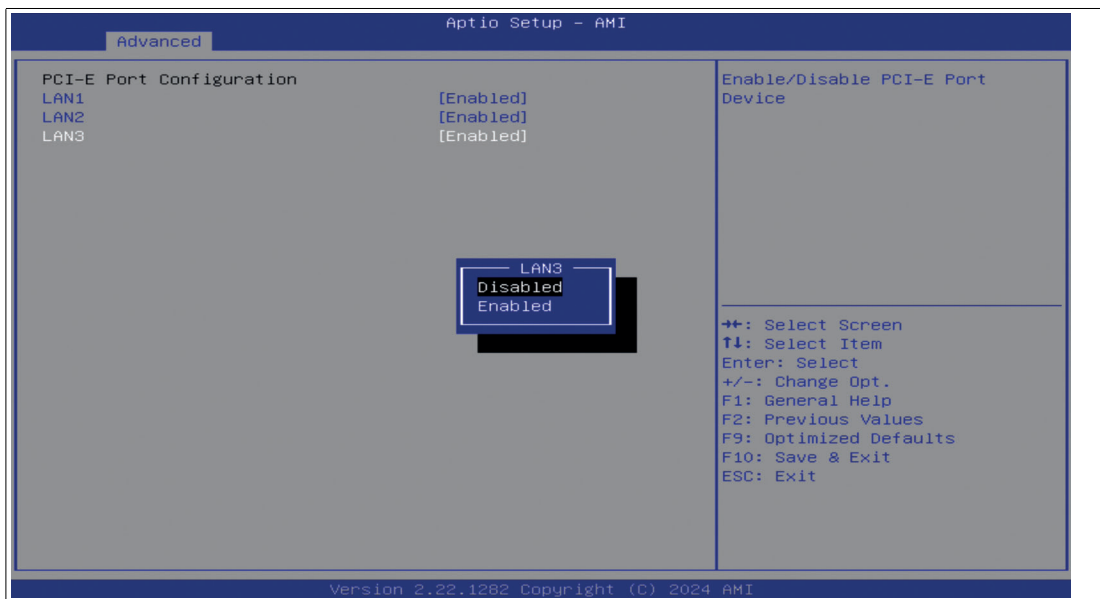 Aptio Setup – AMI
Advanced
PCI-E Port Configuration
LAN1 [Enabled]
LAN2 [Enabled]
LAN3 [Enabled]
Enable/Disable PCI-E Port
Device
LAN3
Disabled
Enabled
→←: Select Screen
↑↓: Select Item
Enter: Select
+/-: Change Opt.
F1: General Help
F2: Previous Values
F9: Optimized Defaults
F10: Save & Exit
ESC: Exit
Version 2.22.1282 Copyright (C) 2024 AMI